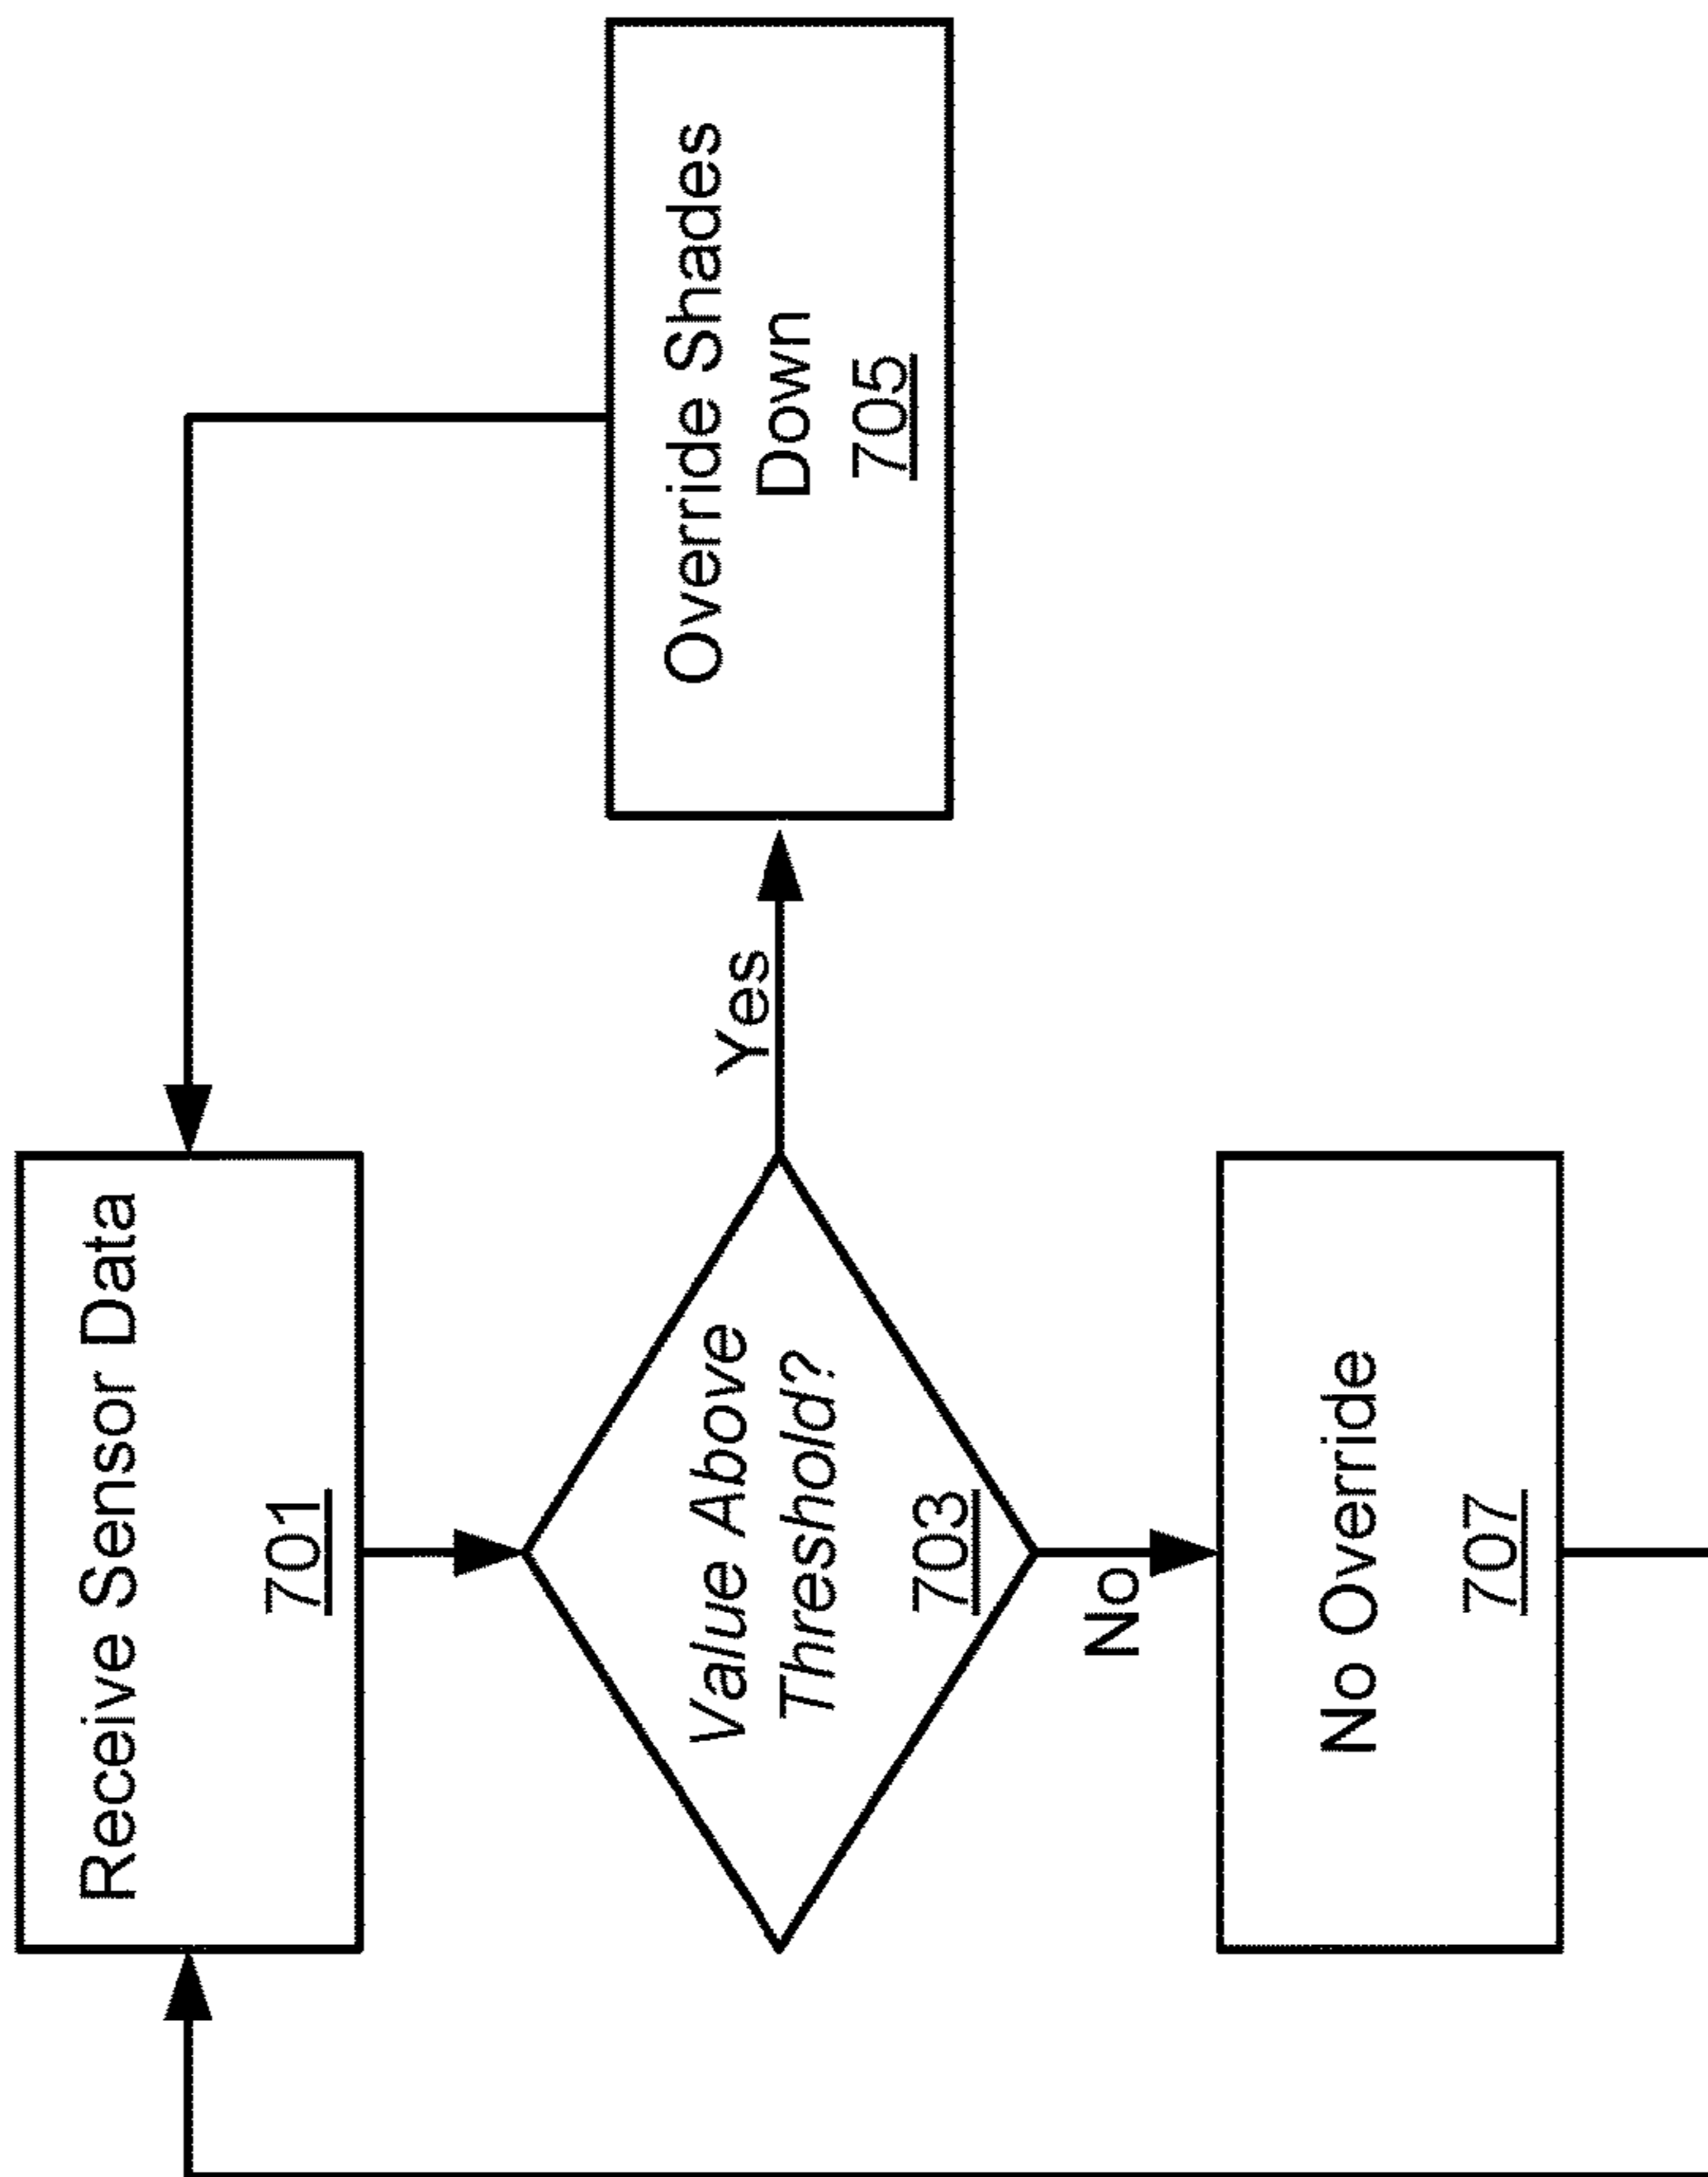 Receive Sensor Data
701
Value Above
Threshold?
703
Yes
Override Shades
Down
705
No
No Override
707